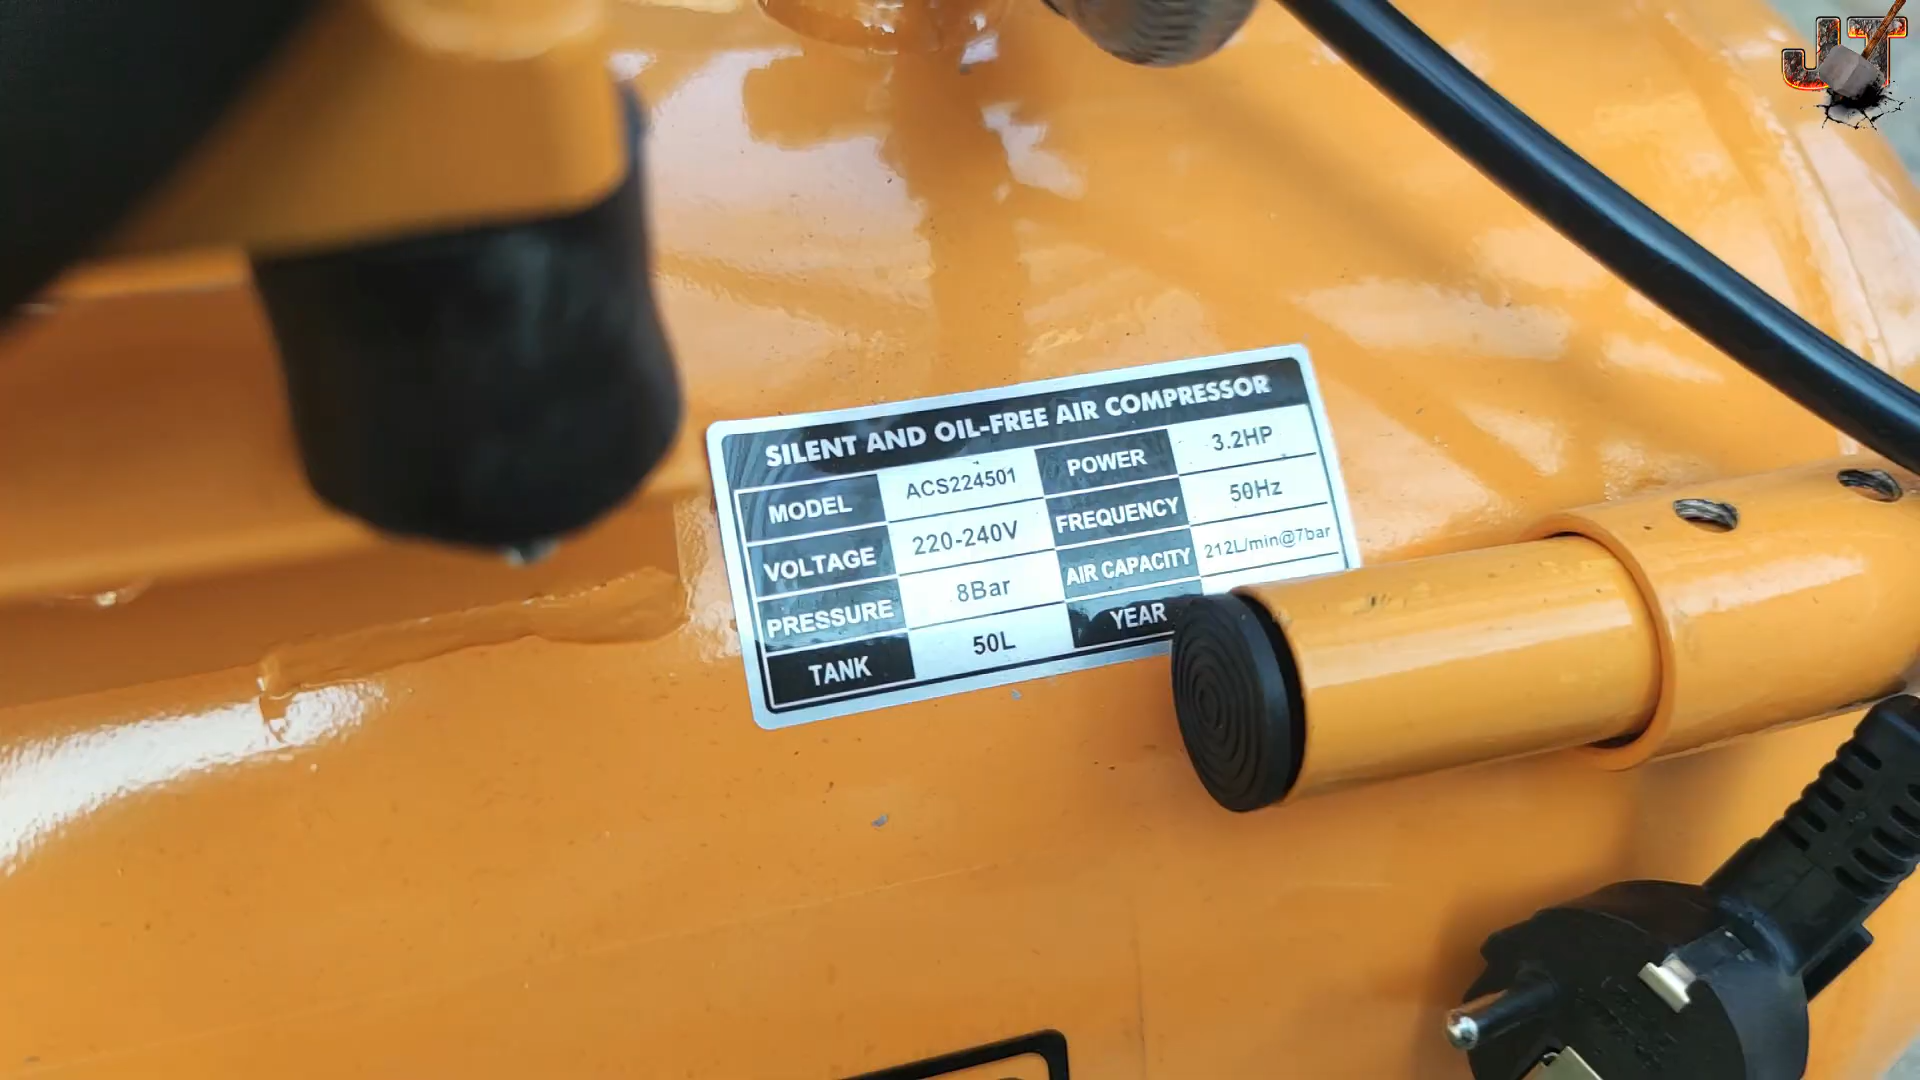 JT
SILENT AND OIL-FREE AIR COMPRESSOR
MODEL ACS224501 POWER 3.2HP
VOLTAGE 220-240V FREQUENCY 50Hz
PRESSURE 8Bar AIR CAPACITY 212L/min@7bar
TANK 50L YEAR